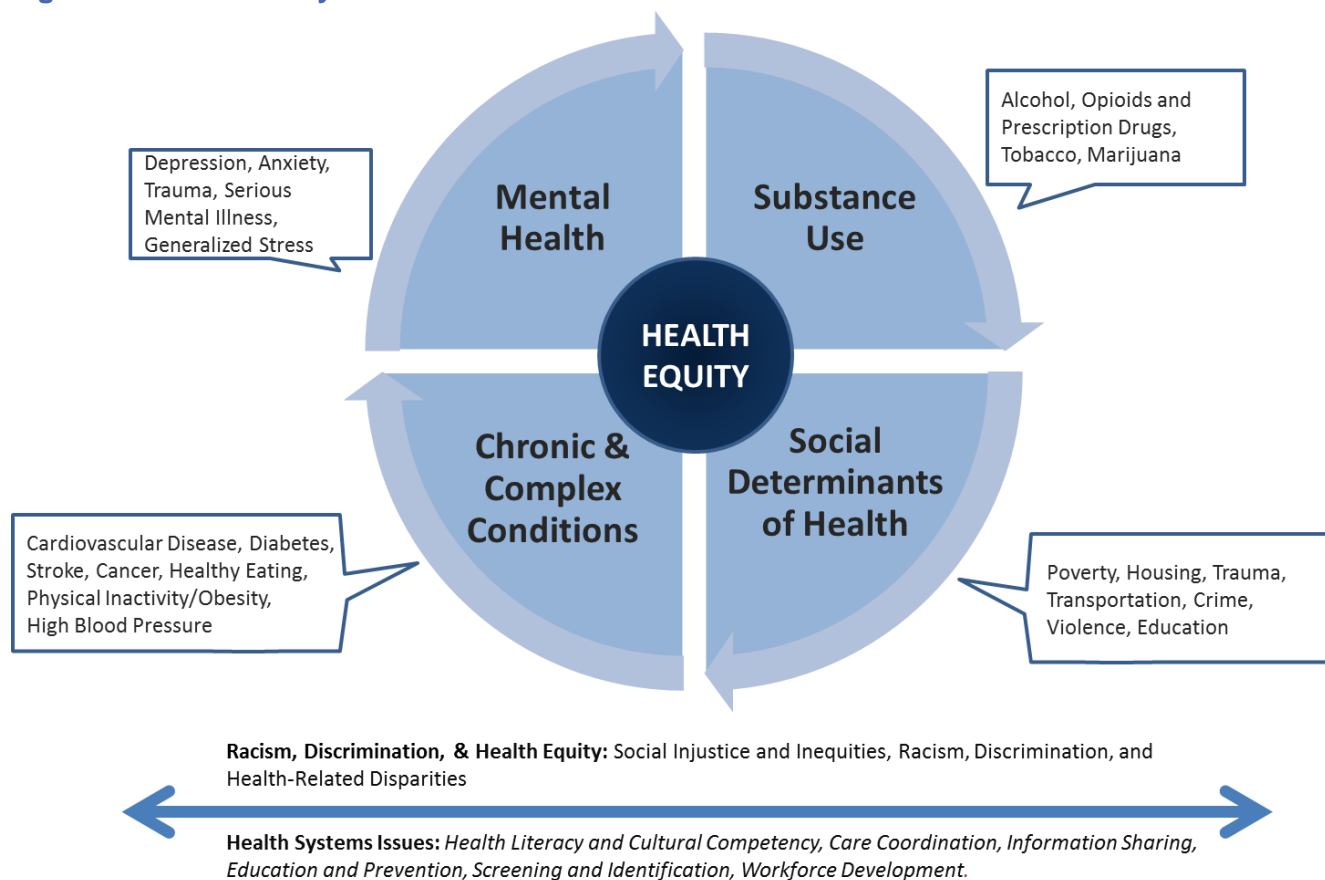 Depression, Anxiety,
Trauma, Serious
Mental Illness,
Generalized Stress
Mental
Health
Substance
Use
Alcohol, Opioids and
Prescription Drugs,
Tobacco, Marijuana
HEALTH
EQUITY
Chronic &
Complex
Conditions
Social
Determinants
of Health
Cardiovascular Disease, Diabetes,
Stroke, Cancer, Healthy Eating,
Physical Inactivity/Obesity,
High Blood Pressure
Poverty, Housing, Trauma,
Transportation, Crime,
Violence, Education
Racism, Discrimination, & Health Equity: Social Injustice and Inequities, Racism, Discrimination, and
Health-Related Disparities
Health Systems Issues: Health Literacy and Cultural Competency, Care Coordination, Information Sharing,
Education and Prevention, Screening and Identification, Workforce Development.